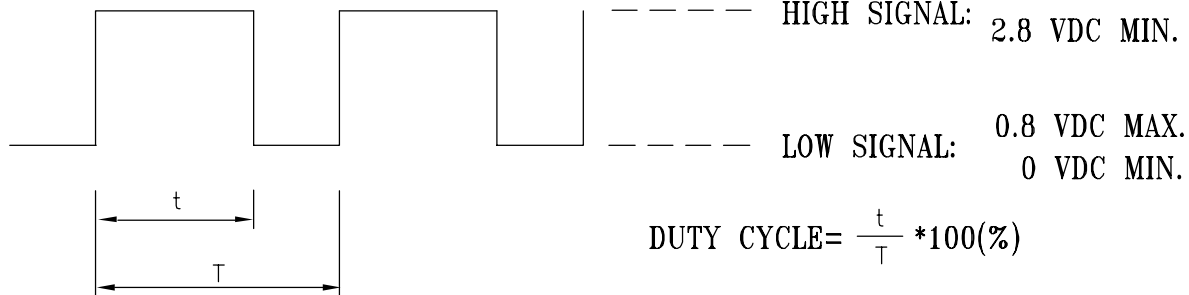 HIGH SIGNAL: 2.8 VDC MIN.
LOW SIGNAL: 0.8 VDC MAX.
0 VDC MIN.
t
T
DUTY CYCLE= t/T *100(%)